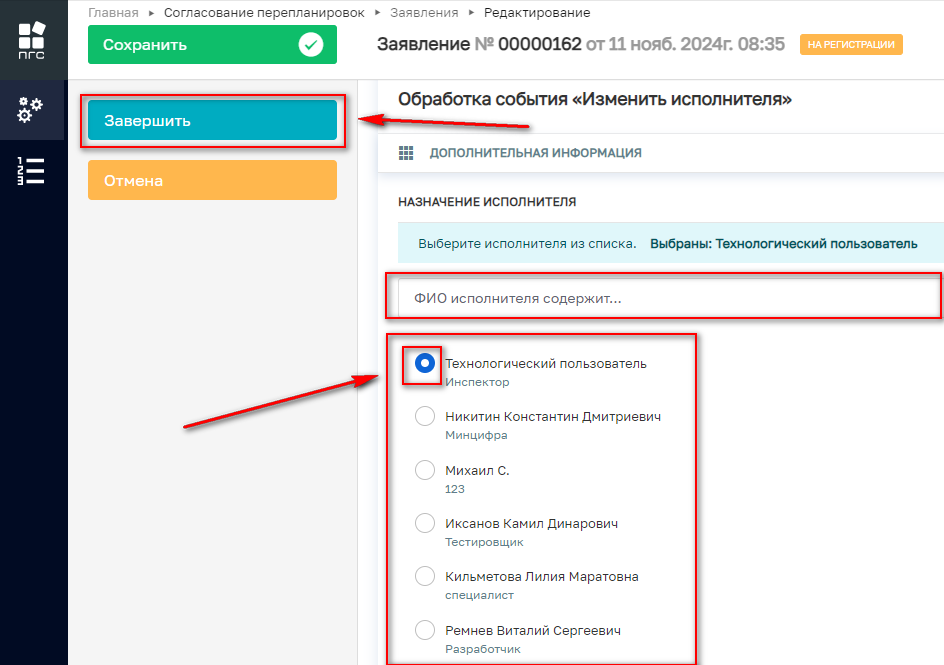 Главная ▸ Согласование перепланировок ▸ Заявления ▸ Редактирование
Сохранить
Заявление № 00000162 от 11 нояб. 2024г. 08:35
НА РЕГИСТРАЦИИ
пгс
Завершить
Отмена
Обработка события «Изменить исполнителя»
ДОПОЛНИТЕЛЬНАЯ ИНФОРМАЦИЯ
НАЗНАЧЕНИЕ ИСПОЛНИТЕЛЯ
Выберите исполнителя из списка. Выбраны: Технологический пользователь
ФИО исполнителя содержит...
Технологический пользователь
Инспектор
Никитин Константин Дмитриевич
Минцифра
Михаил С.
123
Иксанов Камил Динарович
Тестировщик
Кильметова Лилия Маратовна
специалист
Ремнев Виталий Сергеевич
Разработчик